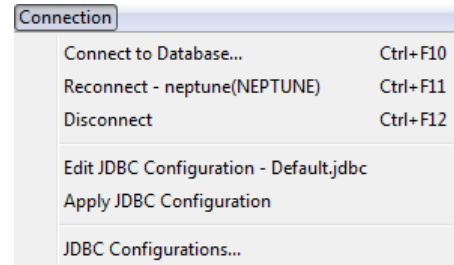 Connection
Connect to Database... Ctrl+F10
Reconnect - neptune(NEPTUNE) Ctrl+F11
Disconnect Ctrl+F12
Edit JDBC Configuration - Default.jdbc
Apply JDBC Configuration
JDBC Configurations...